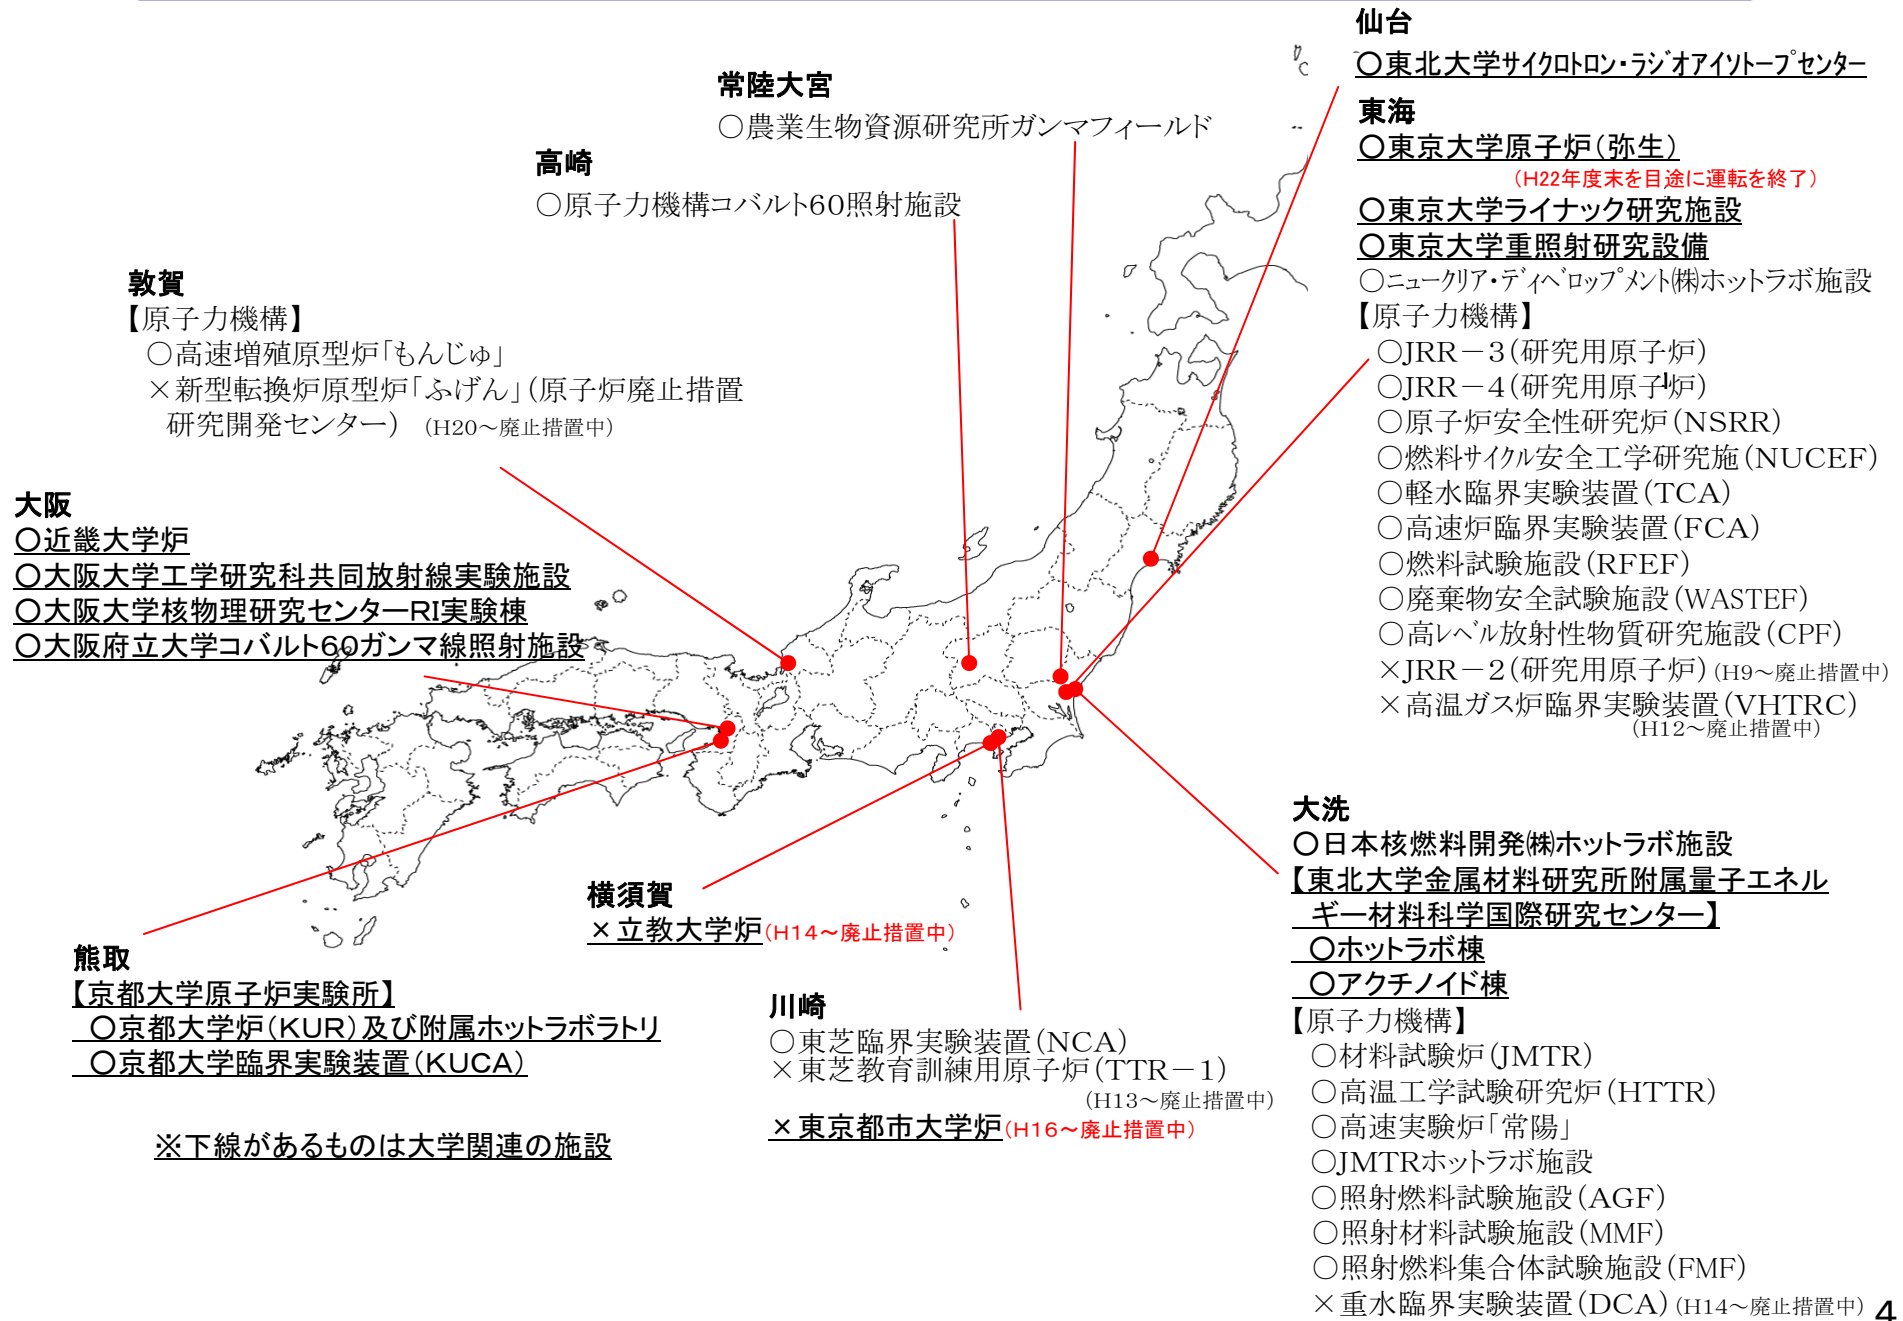 仙台
○東北大学サイクロトロン・ラジオアイソトープセンター
常陸大宮
○農業生物資源研究所ガンマフィールド
高崎
○原子力機構コバルト60照射施設
東海
○東京大学原子炉（弥生）
（H22年度末を目途に運転を終了）
○東京大学ライナック研究施設
○東京大学重照射研究設備
○ニュークリア・ディベロップメント㈱ホットラボ施設
【原子力機構】
○JRR－3（研究用原子炉）
○JRR－4（研究用原子炉）
○原子炉安全性研究炉（NSRR）
○燃料サイクル安全工学研究施（NUCEF）
○軽水臨界実験装置（TCA）
○高速炉臨界実験装置（FCA）
○燃料試験施設（RFEF）
○廃棄物安全試験施設（WASTEF）
○高レベル放射性物質研究施設（CPF）
×JRR－2（研究用原子炉）（H9～廃止措置中）
×高温ガス炉臨界実験装置（VHTRC）
（H12～廃止措置中）
敦賀
【原子力機構】
○高速増殖原型炉「もんじゅ」
×新型転換炉原型炉「ふげん」（原子炉廃止措置
研究開発センター）　（H20～廃止措置中）
大阪
○近畿大学炉
○大阪大学工学研究科共同放射線実験施設
○大阪大学核物理研究センターRI実験棟
○大阪府立大学コバルト60ガンマ線照射施設
熊取
【京都大学原子炉実験所】
○京都大学炉（KUR）及び附属ホットラボラトリ
○京都大学臨界実験装置（KUCA）
※下線があるものは大学関連の施設
横須賀
×立教大学炉（H14～廃止措置中）
川崎
○東芝臨界実験装置（NCA）
×東芝教育訓練用原子炉（TTR－1）
（H13～廃止措置中）
×東京都市大学炉（H16～廃止措置中）
大洗
○日本核燃料開発㈱ホットラボ施設
【東北大学金属材料研究所附属量子エネル
ギー材料科学国際研究センター】
○ホットラボ棟
○アクチノイド棟
【原子力機構】
○材料試験炉（JMTR）
○高温工学試験研究炉（HTTR）
○高速実験炉「常陽」
○JMTRホットラボ施設
○照射燃料試験施設（AGF）
○照射材料試験施設（MMF）
○照射燃料集合体試験施設（FMF）
×重水臨界実験装置（DCA）（H14～廃止措置中）
4